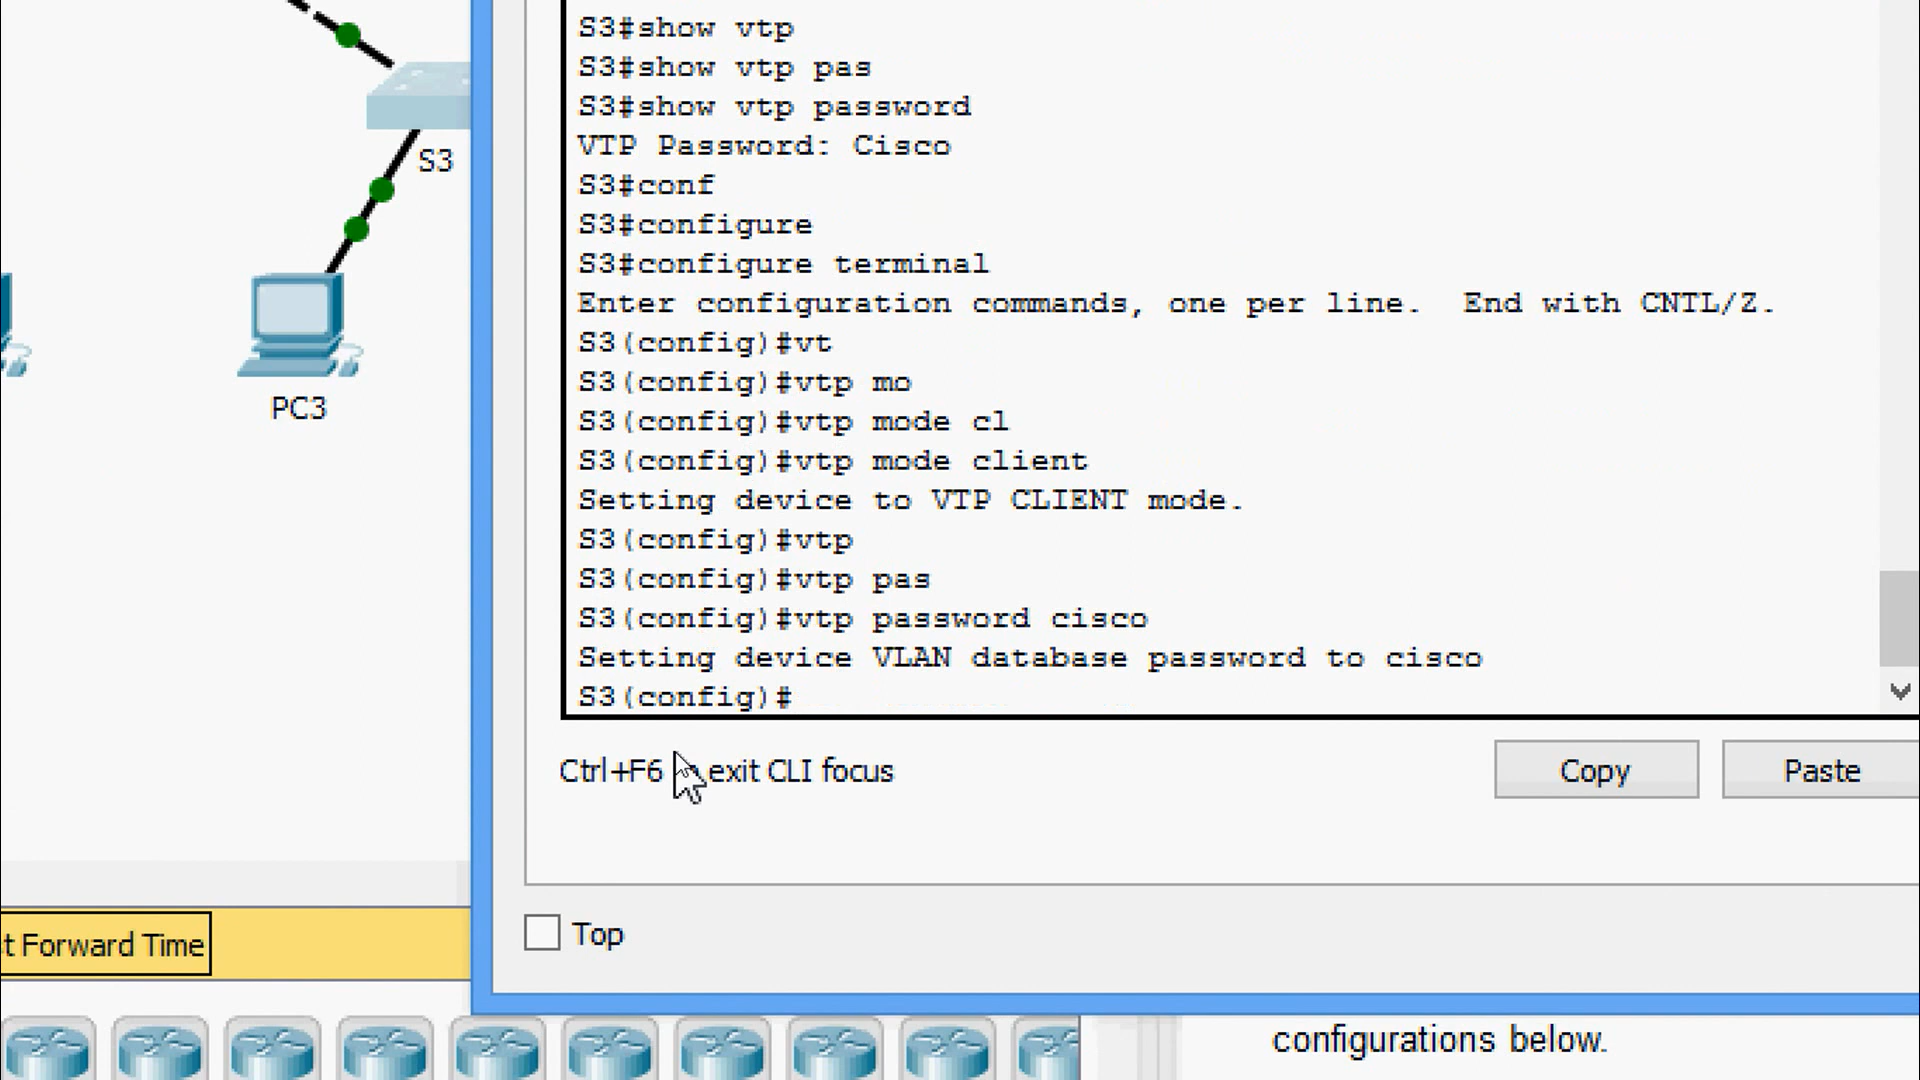 S3#show vtp
S3#show vtp pas
S3#show vtp password
VTP Password: Cisco
S3#conf
S3#configure
S3#configure terminal
Enter configuration commands, one per line.  End with CNTL/Z.
S3(config)#vt
S3(config)#vtp mo
S3(config)#vtp mode cl
S3(config)#vtp mode client
Setting device to VTP CLIENT mode.
S3(config)#vtp
S3(config)#vtp pas
S3(config)#vtp password cisco
Setting device VLAN database password to cisco
S3(config)#
Ctrl+F6 exit CLI focus
Copy
Paste
Top
S3
PC3
t Forward Time
configurations below.